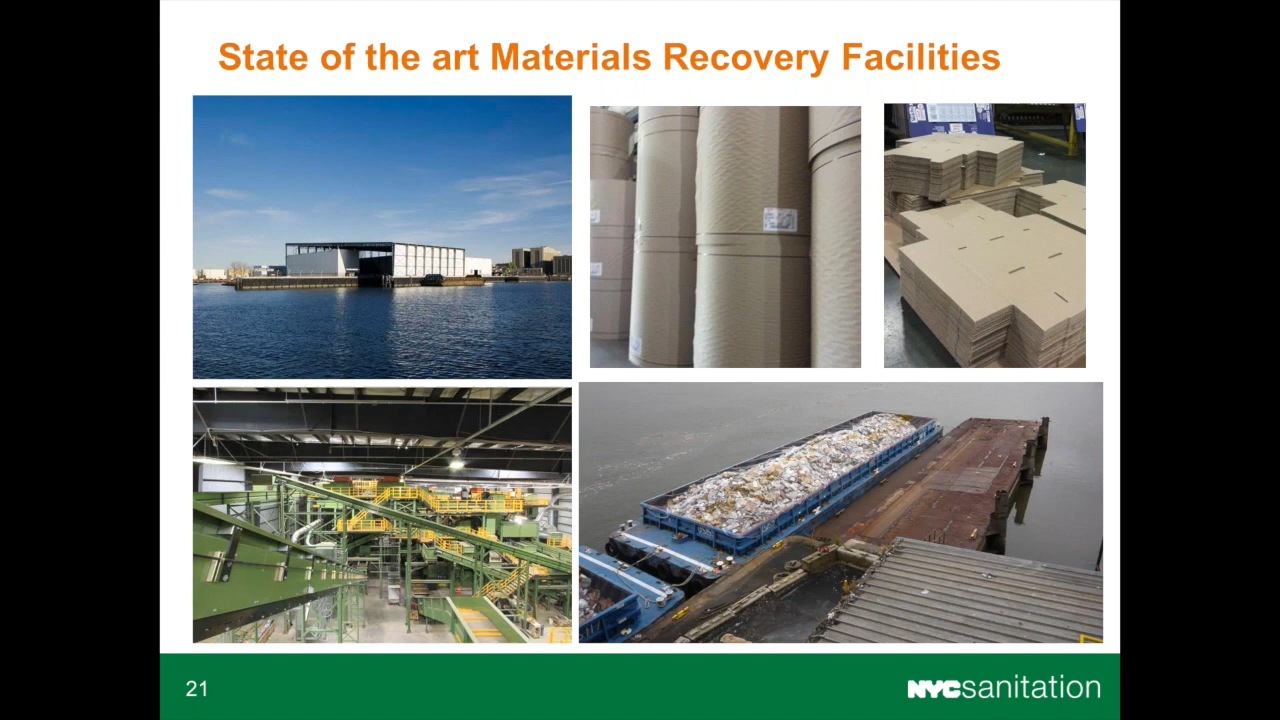 State of the art Materials Recovery Facilities
21
NYCsanitation